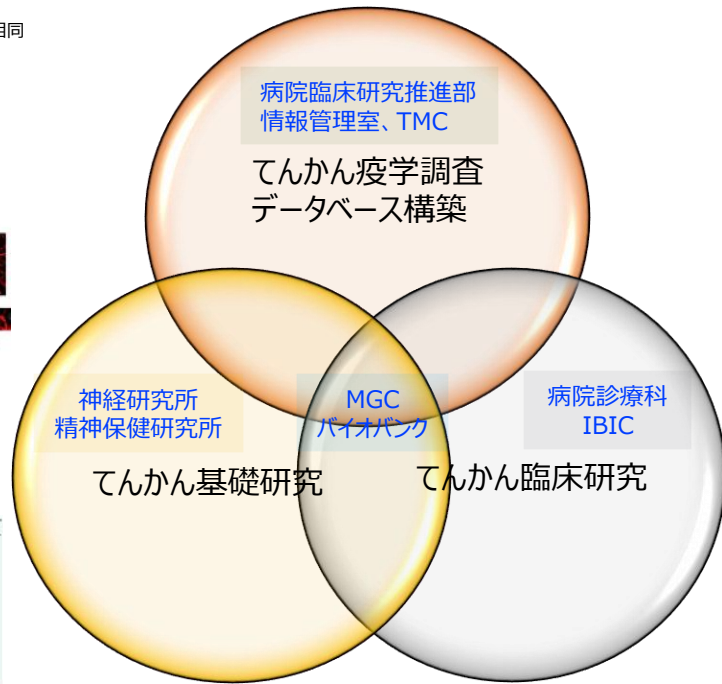 相同
病院臨床研究推進部
情報管理室、TMC
てんかん疫学調査
データベース構築
神経研究所
精神保健研究所
MGC
バイオバンク
病院診療科
IBIC
てんかん基礎研究
てんかん臨床研究